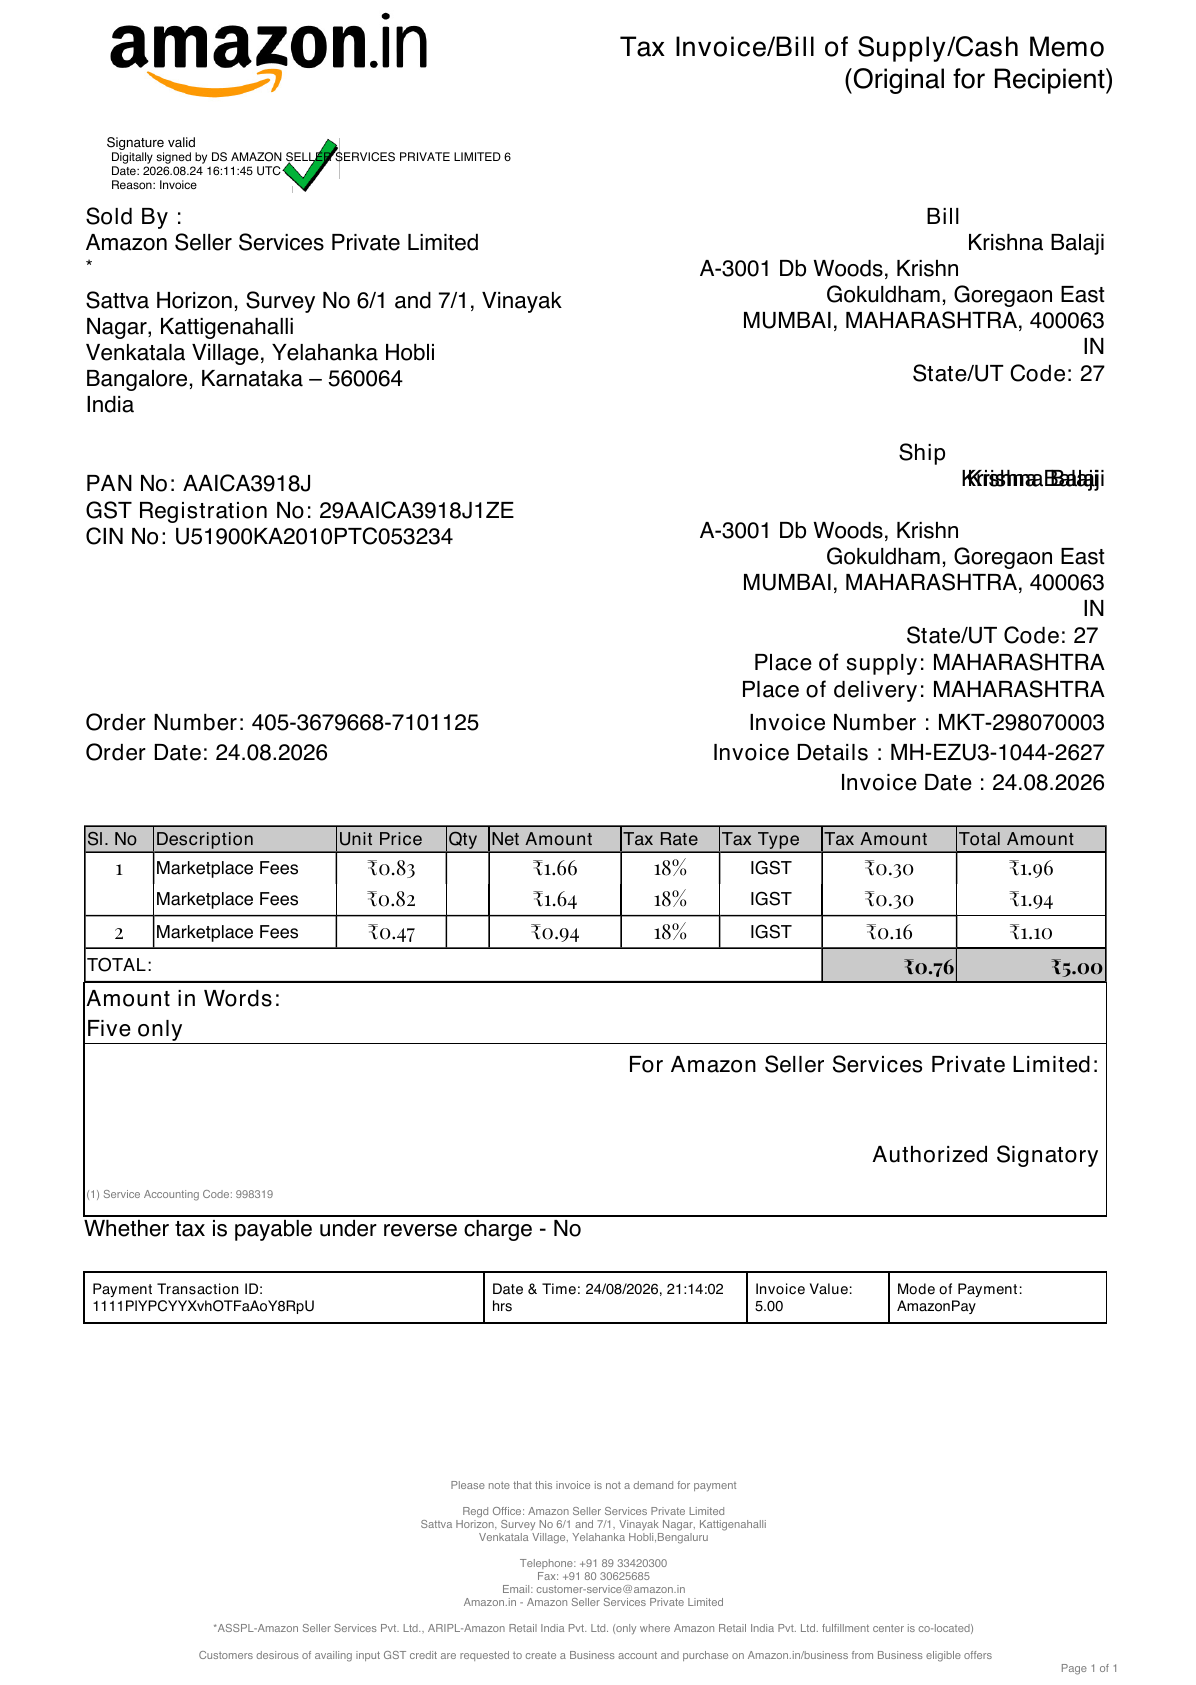 amazon.in
Tax Invoice/Bill of Supply/Cash Memo
(Original for Recipient)
Signature valid
Digitally signed by DS AMAZON SELLER SERVICES PRIVATE LIMITED 6
Date: 2026.08.24 16:11:45 UTC
Reason: Invoice
Sold By :
Amazon Seller Services Private Limited
*
Sattva Horizon, Survey No 6/1 and 7/1, Vinayak
Nagar, Kattigenahalli
Venkatala Village, Yelahanka Hobli
Bangalore, Karnataka – 560064
India
PAN No: AAICA3918J
GST Registration No: 29AAICA3918J1ZE
CIN No: U51900KA2010PTC053234
Bill
Krishna Balaji
A-3001 Db Woods, Krishn
Gokuldham, Goregaon East
MUMBAI, MAHARASHTRA, 400063
IN
State/UT Code: 27
Ship
Krishna Balaji
A-3001 Db Woods, Krishn
Gokuldham, Goregaon East
MUMBAI, MAHARASHTRA, 400063
IN
State/UT Code: 27
Place of supply: MAHARASHTRA
Place of delivery: MAHARASHTRA
Order Number: 405-3679668-7101125
Order Date: 24.08.2026
Invoice Number : MKT-298070003
Invoice Details : MH-EZU3-1044-2627
Invoice Date : 24.08.2026
Sl. No Description Unit Price Qty Net Amount Tax Rate Tax Type Tax Amount Total Amount
1 Marketplace Fees ₹0.83 ₹1.66 18% IGST ₹0.30 ₹1.96
Marketplace Fees ₹0.82 ₹1.64 18% IGST ₹0.30 ₹1.94
2 Marketplace Fees ₹0.47 ₹0.94 18% IGST ₹0.16 ₹1.10
TOTAL: ₹0.76 ₹5.00
Amount in Words:
Five only
For Amazon Seller Services Private Limited:
Authorized Signatory
(1) Service Accounting Code: 998319
Whether tax is payable under reverse charge - No
Payment Transaction ID:
1111PIYPCYYXvhOTFaAoY8RpU
Date & Time: 24/08/2026, 21:14:02
hrs
Invoice Value:
5.00
Mode of Payment:
AmazonPay
Please note that this invoice is not a demand for payment
Regd Office: Amazon Seller Services Private Limited
Sattva Horizon, Survey No 6/1 and 7/1, Vinayak Nagar, Kattigenahalli
Venkatala Village, Yelahanka Hobli,Bengaluru
Telephone: +91 89 33420300
Fax: +91 80 30625685
Email: customer-service@amazon.in
Amazon.in - Amazon Seller Services Private Limited
*ASSPL-Amazon Seller Services Pvt. Ltd., ARIPL-Amazon Retail India Pvt. Ltd. (only where Amazon Retail India Pvt. Ltd. fulfillment center is co-located)
Customers desirous of availing input GST credit are requested to create a Business account and purchase on Amazon.in/business from Business eligible offers
Page 1 of 1